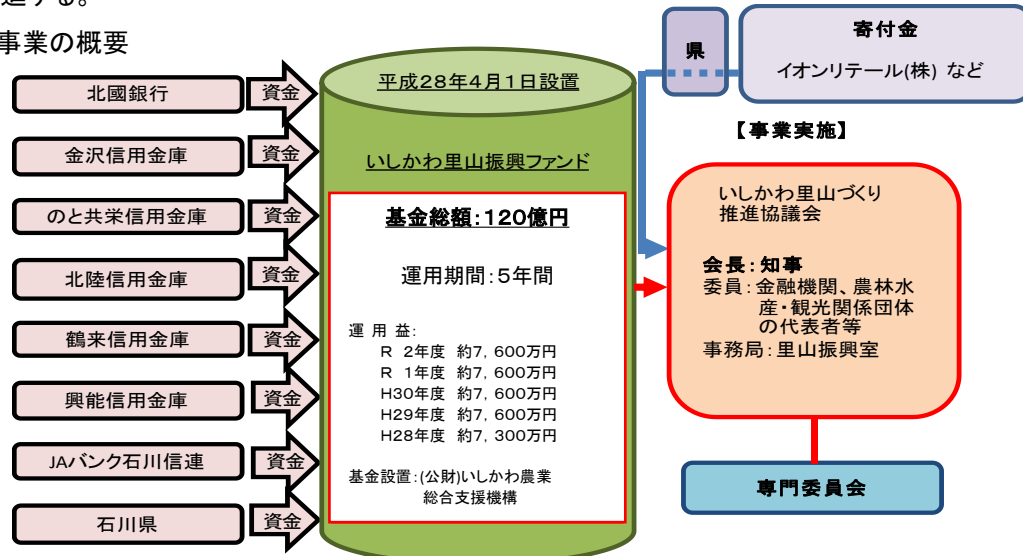 進する。
事業の概要
北國銀行
資金
金沢信用金庫
資金
のと共栄信用金庫
資金
北陸信用金庫
資金
鶴来信用金庫
資金
興能信用金庫
資金
JAバンク石川信連
資金
石川県
資金
平成28年4月1日設置
いしかわ里山振興ファンド
基金総額:120億円
運用期間:5年間
運 用 益:
R 2年度 約7,600万円
R 1年度 約7,600万円
H30年度 約7,600万円
H29年度 約7,600万円
H28年度 約7,300万円
基金設置:(公財)いしかわ農業
総合支援機構
県
寄付金
イオンリテール(株) など
【事業実施】
いしかわ里山づくり
推進協議会
会長:知事
委員:金融機関、農林水
産・観光関係団体
の代表者等
事務局:里山振興室
専門委員会